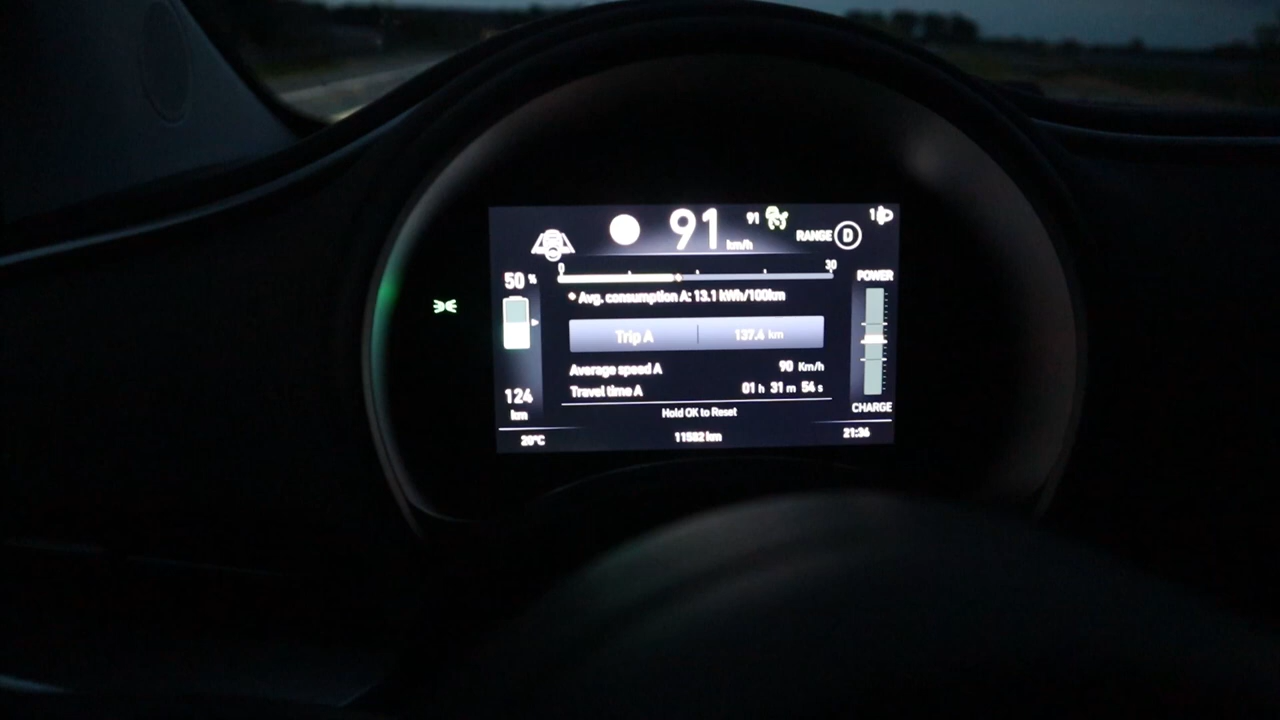 91 km/h
91
1
RANGE D
50 %
0 30
POWER
Avg. consumption A: 13.1 kWh/100km
Trip A 137.4 km
Average speed A 90 Km/h
Travel time A 01 h 31 m 54 s
124 km
Hold OK to Reset
CHARGE
20°C 11582 km 21:36